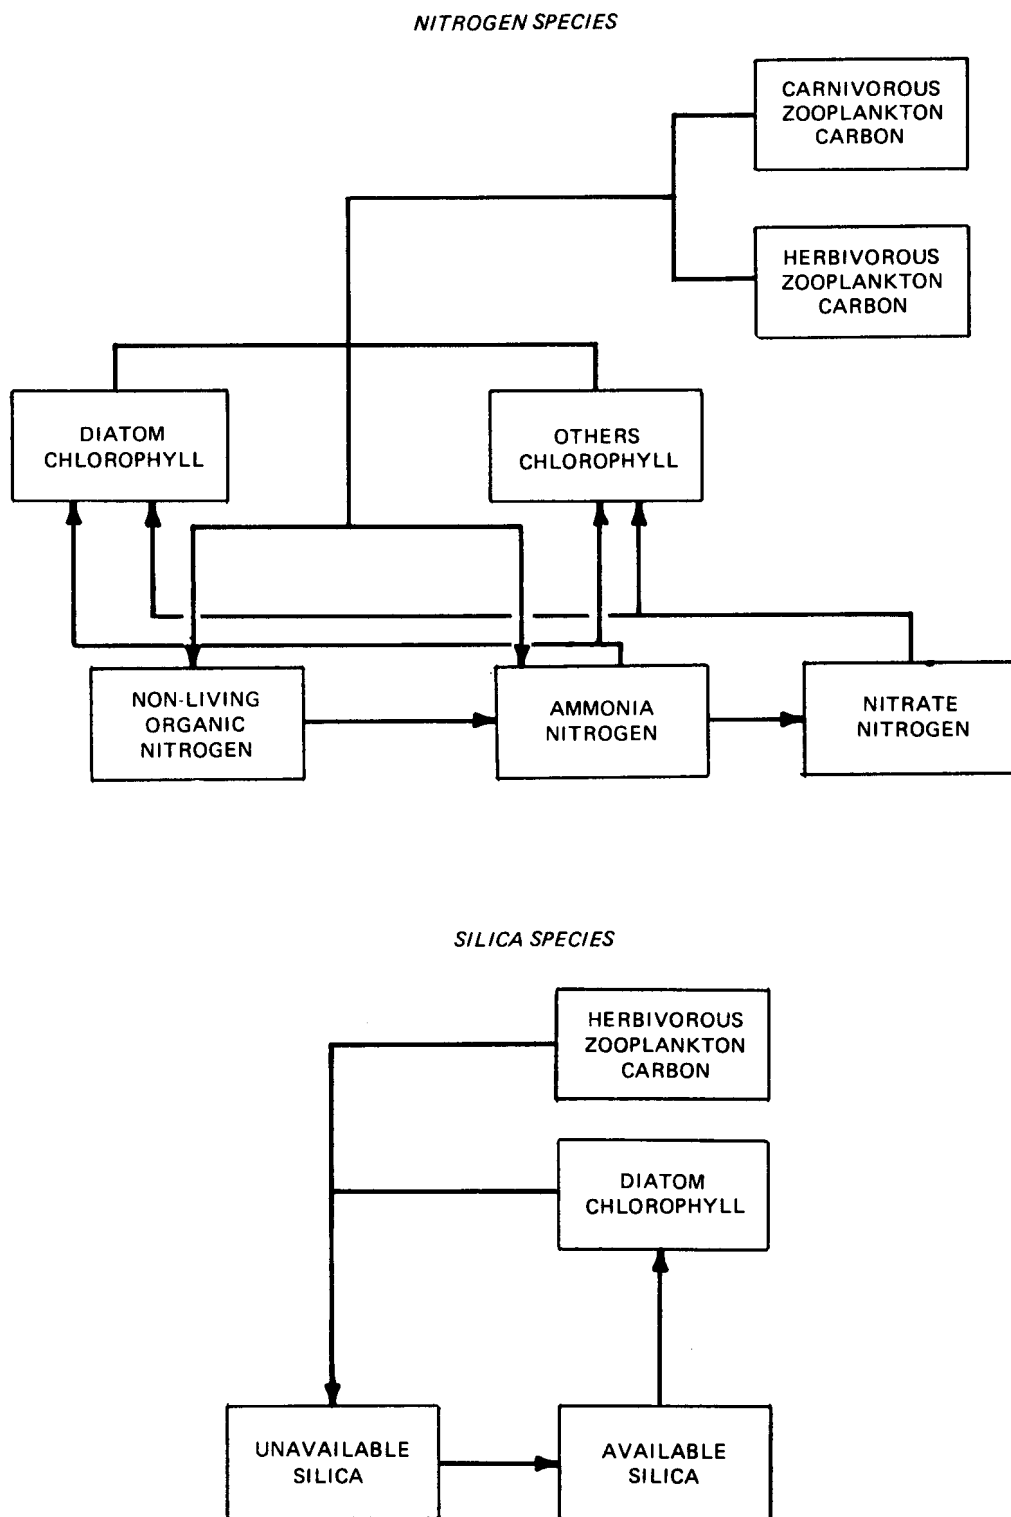 NITROGEN SPECIES
CARNIVOROUS
ZOOPLANKTON
CARBON
HERBIVOROUS
ZOOPLANKTON
CARBON
DIATOM
CHLOROPHYLL
OTHERS
CHLOROPHYLL
NON-LIVING
ORGANIC
NITROGEN
AMMONIA
NITROGEN
NITRATE
NITROGEN
SILICA SPECIES
HERBIVOROUS
ZOOPLANKTON
CARBON
DIATOM
CHLOROPHYLL
UNAVAILABLE
SILICA
AVAILABLE
SILICA